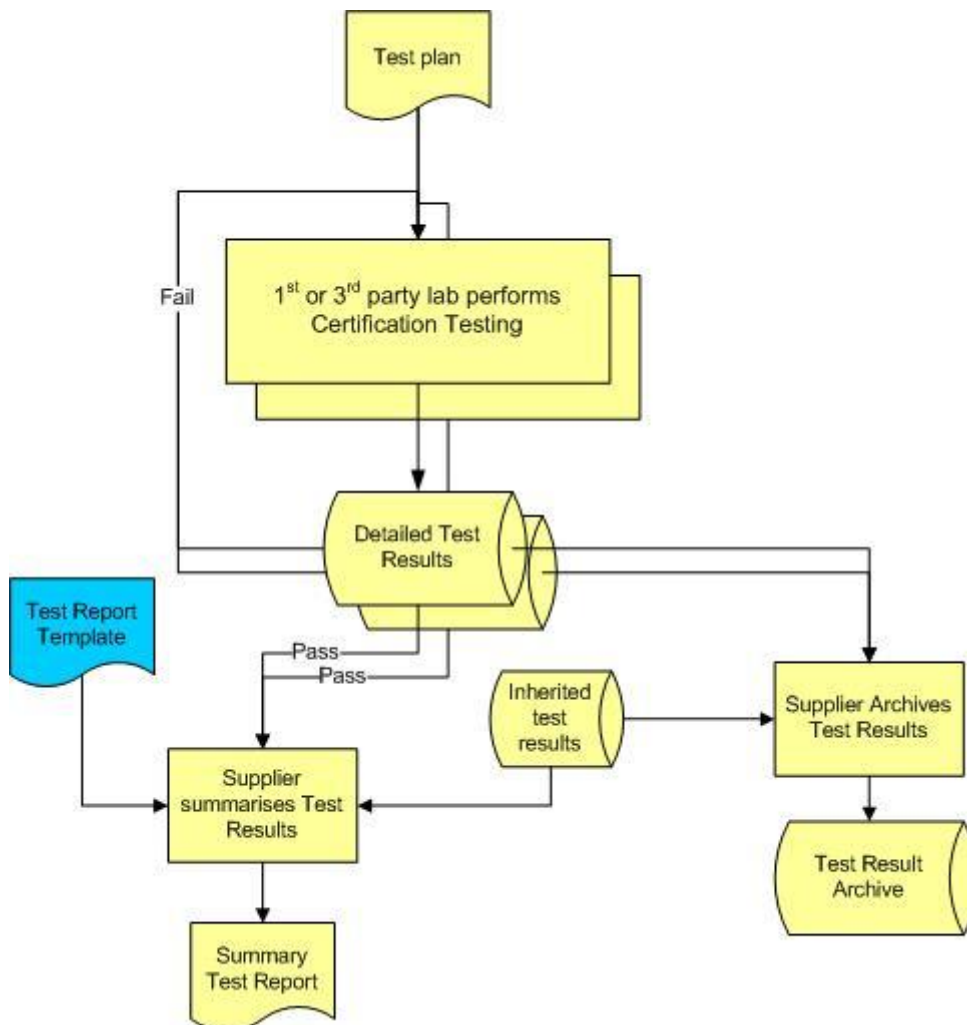 Test plan
Fail
1st or 3rd party lab performs
Certification Testing
Detailed Test
Results
Test Report
Template
Pass
Pass
Inherited
test
results
Supplier Archives
Test Results
Supplier
summarises Test
Results
Test Result
Archive
Summary
Test Report